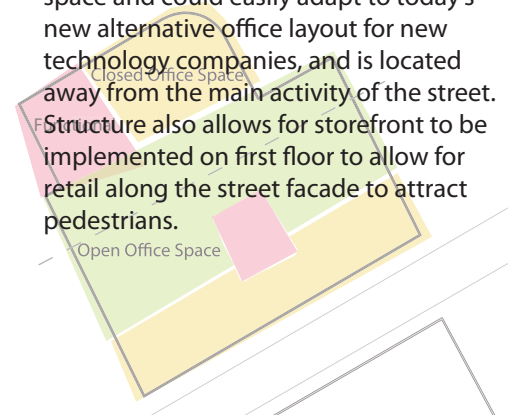 space and could easily adapt to today's
new alternative office layout for new
technology companies, and is located
away from the main activity of the street.
Structure also allows for storefront to be
implemented on first floor to allow for
retail along the street facade to attract
pedestrians.
Closed Office Space
Open Office Space